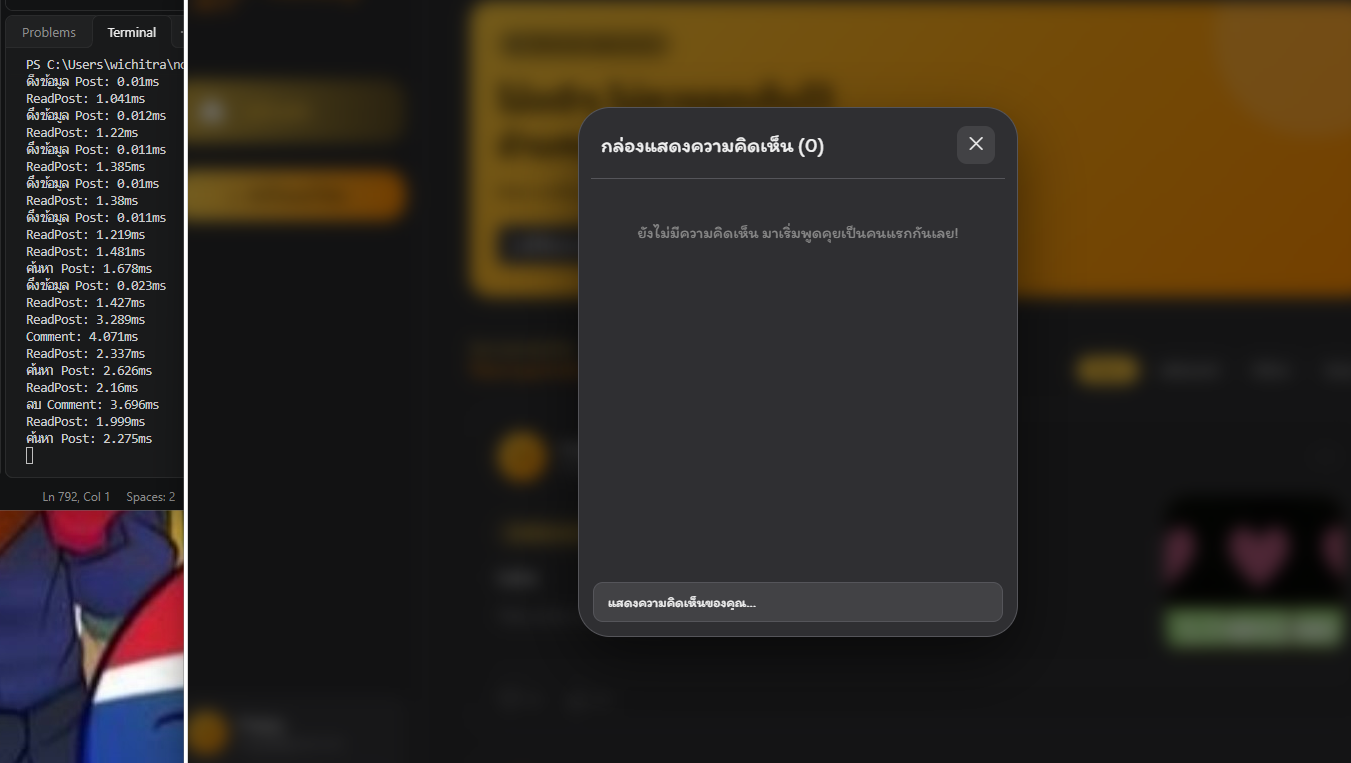 Problems
Terminal
PS C:\Users\wichitra\no
ดึงข้อมูล Post: 0.01ms
ReadPost: 1.041ms
ดึงข้อมูล Post: 0.012ms
ReadPost: 1.22ms
ดึงข้อมูล Post: 0.011ms
ReadPost: 1.385ms
ดึงข้อมูล Post: 0.01ms
ReadPost: 1.38ms
ดึงข้อมูล Post: 0.011ms
ReadPost: 1.219ms
ReadPost: 1.481ms
ค้นหา Post: 1.678ms
ดึงข้อมูล Post: 0.023ms
ReadPost: 1.427ms
ReadPost: 3.289ms
Comment: 4.071ms
ReadPost: 2.337ms
ค้นหา Post: 2.626ms
ReadPost: 2.16ms
ลบ Comment: 3.696ms
ReadPost: 1.999ms
ค้นหา Post: 2.275ms
Ln 792, Col 1 Spaces: 2
กล่องแสดงความคิดเห็น (0)
ยังไม่มีความคิดเห็น มาเริ่มพูดคุยเป็นคนแรกกันเลย!
แสดงความคิดเห็นของคุณ...